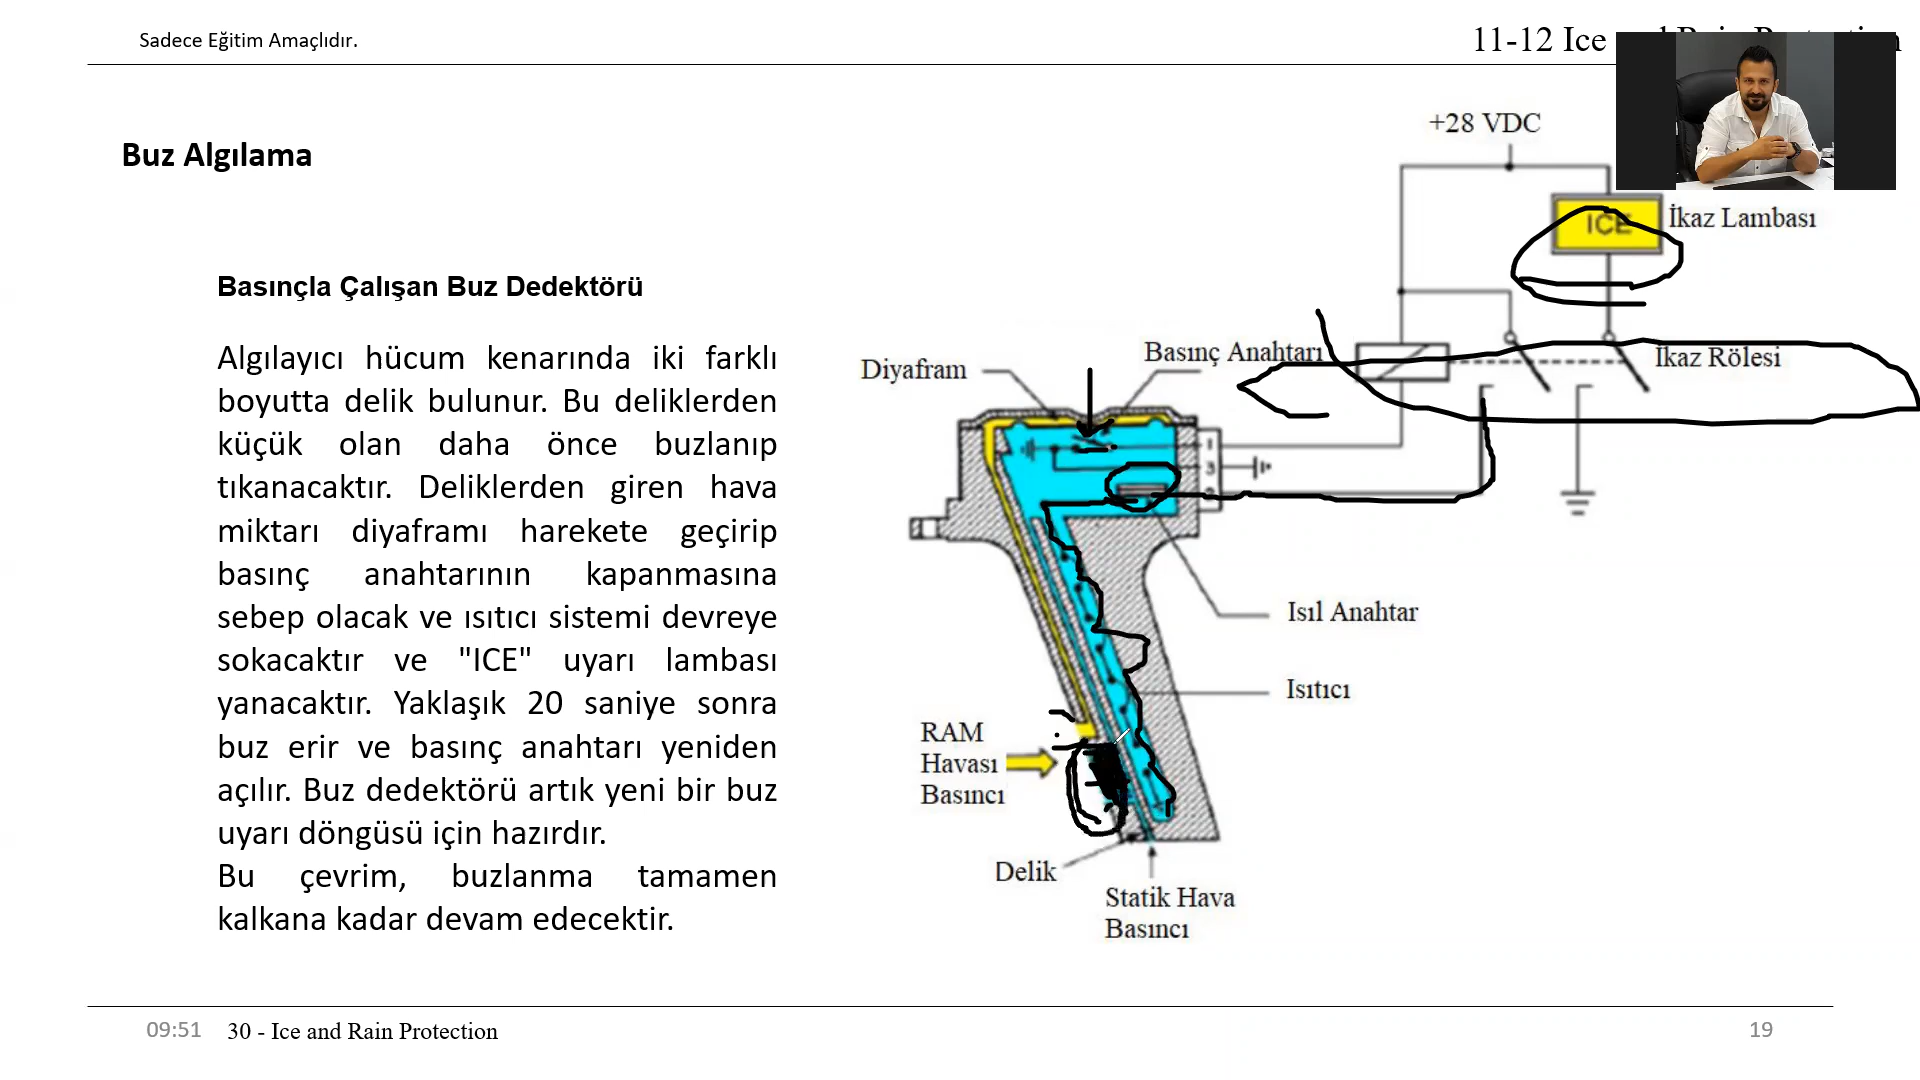 Sadece Eğitim Amaçlıdır.
11-12 Ice
Buz Algılama
Basınçla Çalışan Buz Dedektörü
Algılayıcı hücum kenarında iki farklı
boyutta delik bulunur. Bu deliklerden
küçük olan daha önce buzlanıp
tıkanacaktır. Deliklerden giren hava
miktarı diyaframı harekete geçirip
basınç anahtarının kapanmasına
sebep olacak ve ısıtıcı sistemi devreye
sokacaktır ve "ICE" uyarı lambası
yanacaktır. Yaklaşık 20 saniye sonra
buz erir ve basınç anahtarı yeniden
açılır. Buz dedektörü artık yeni bir buz
uyarı döngüsü için hazırdır.
Bu çevrim, buzlanma tamamen
kalkana kadar devam edecektir.
+28 VDC
ICE
İkaz Lambası
Basınç Anahtarı
İkaz Rölesi
Diyafram
1
3
Isıl Anahtar
Isıtıcı
RAM
Havası
Basıncı
Delik
Statik Hava
Basıncı
09:51
30 - Ice and Rain Protection
19